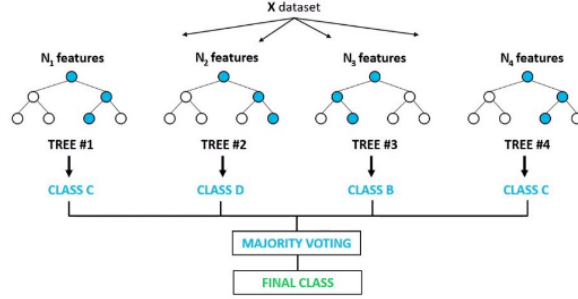 X dataset
N₁ features
N₂ features
N₃ features
N₄ features
TREE #1
TREE #2
TREE #3
TREE #4
CLASS C
CLASS D
CLASS B
CLASS C
MAJORITY VOTING
FINAL CLASS